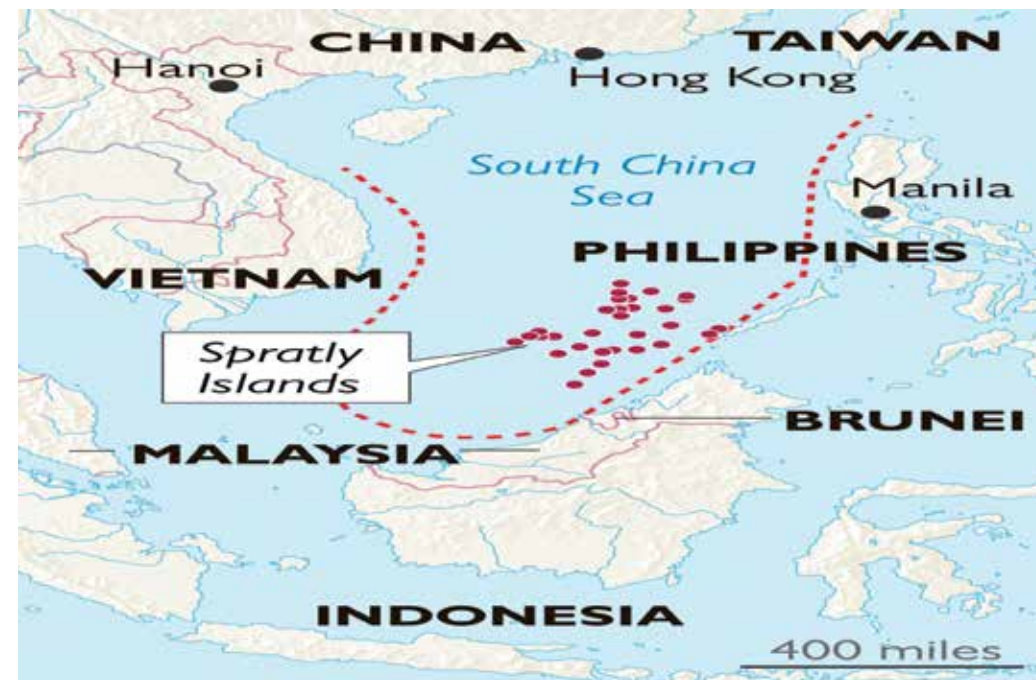 CHINA
TAIWAN
Hanoi
Hong Kong
South China
Sea
Manila
PHILIPPINES
VIETNAM
Spratly
Islands
BRUNEI
MALAYSIA
INDONESIA
400 miles